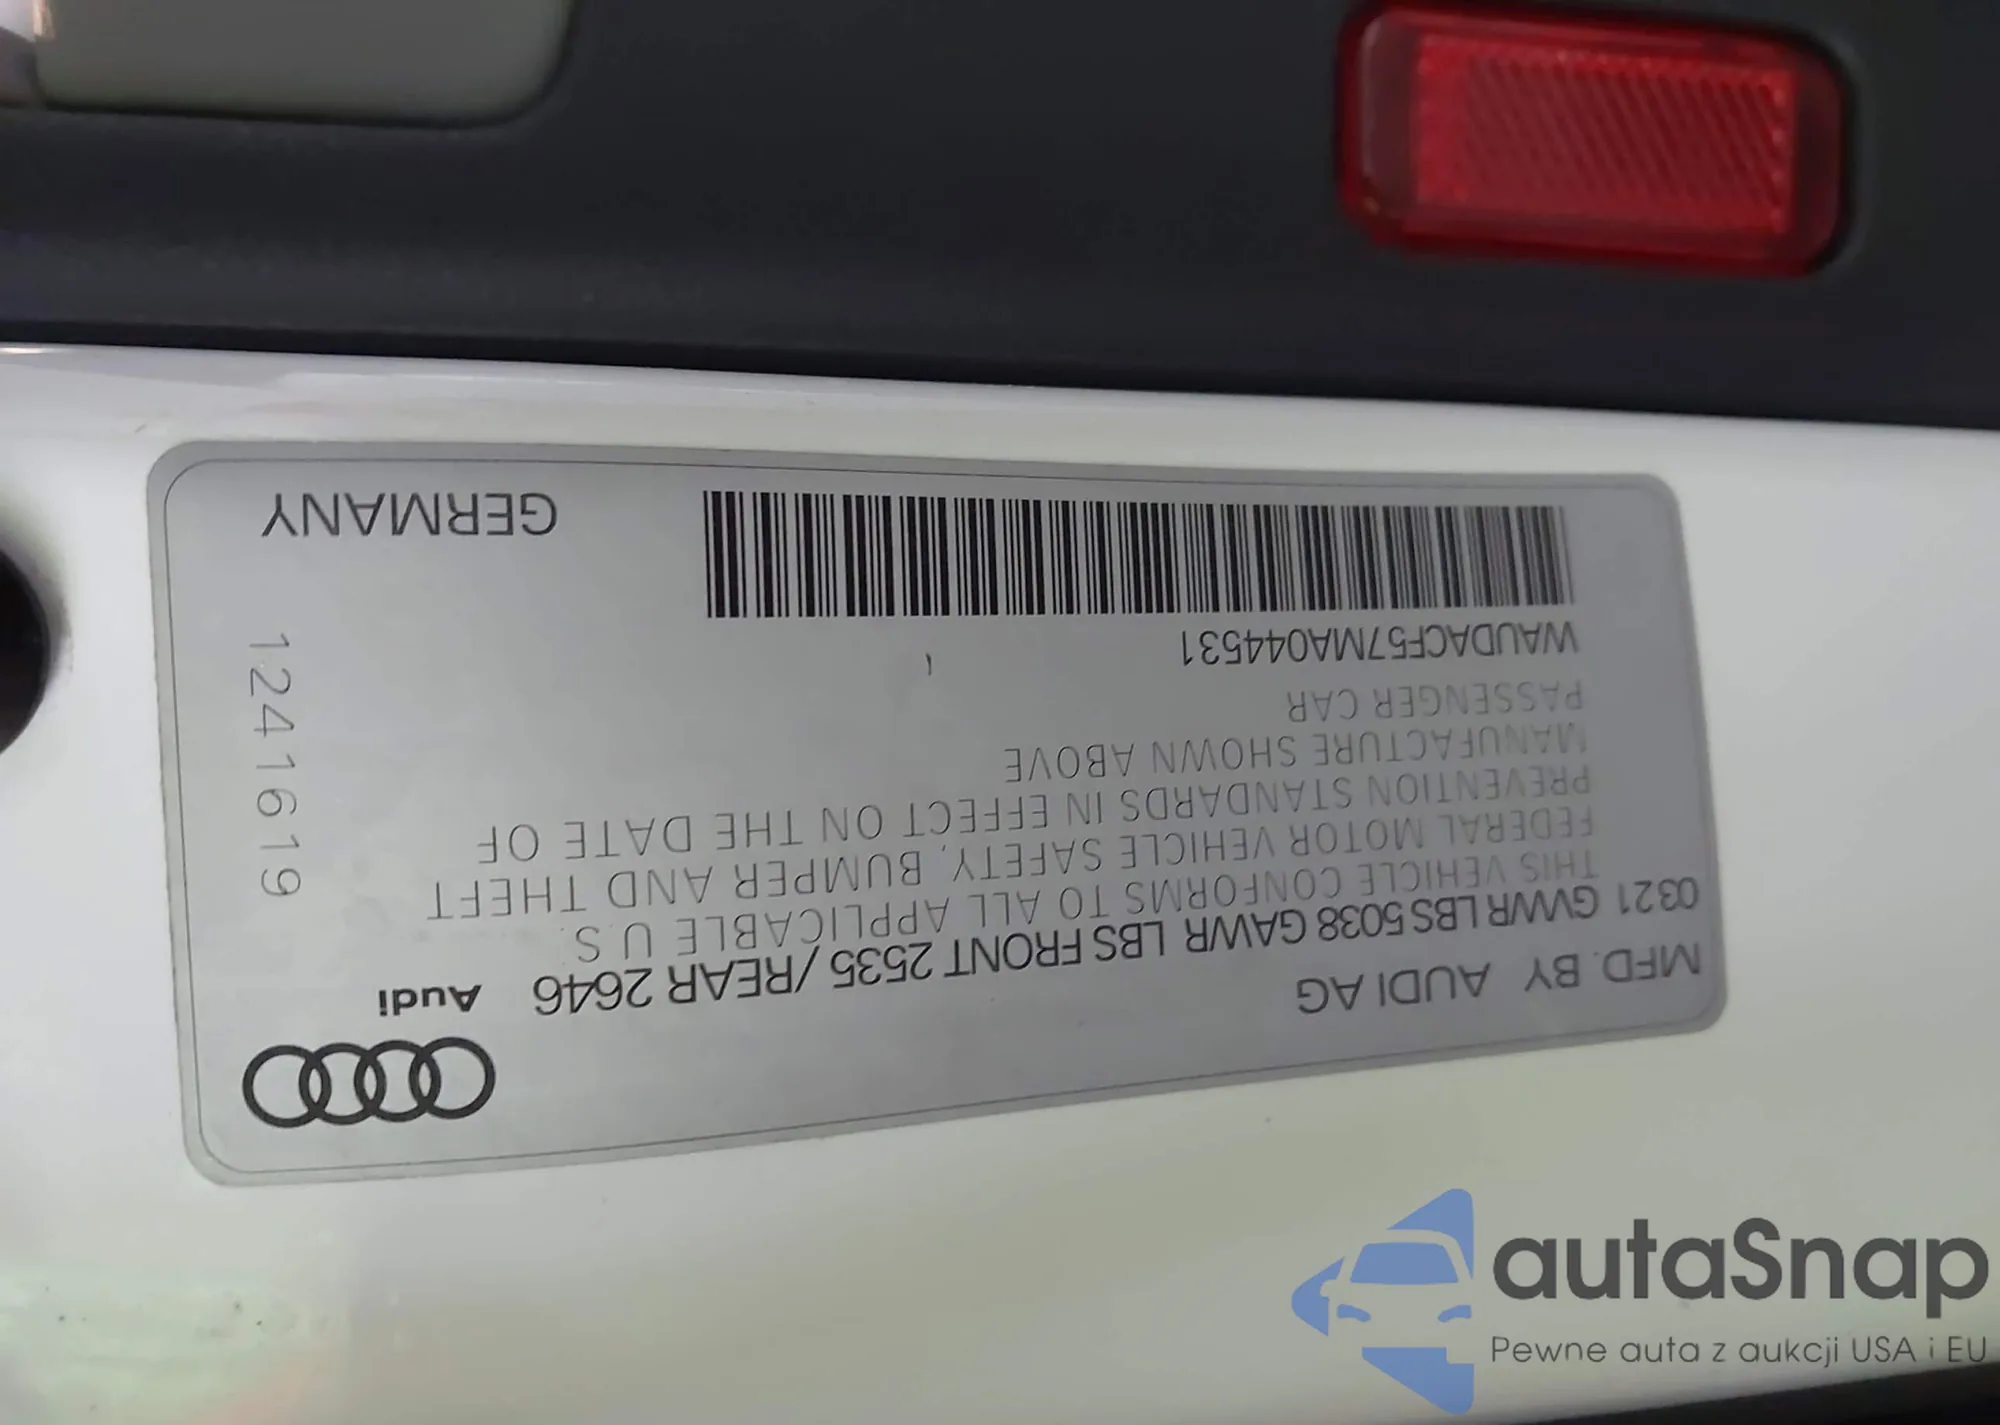 Audi
MFD. BY AUDI AG
0321 GVWR LBS 5038 GAWR LBS FRONT 2535 / REAR 2646
THIS VEHICLE CONFORMS TO ALL APPLICABLE U.S.
FEDERAL MOTOR VEHICLE SAFETY, BUMPER AND THEFT
PREVENTION STANDARDS IN EFFECT ON THE DATE OF
MANUFACTURE SHOWN ABOVE
PASSENGER CAR
WAUDACF57MA044531
1241619
GERMANY
autaSnap
Pewne auta z aukcji USA i EU